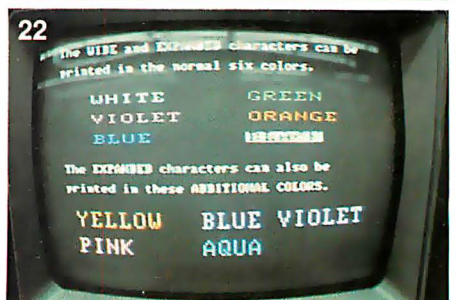 22
The WIDE and EXPANDED characters can be
printed in the normal six colors.
WHITE GREEN
VIOLET ORANGE
BLUE
The EXPANDED characters can also be
printed in these ADDITIONAL COLORS.
YELLOW BLUE VIOLET
PINK AQUA